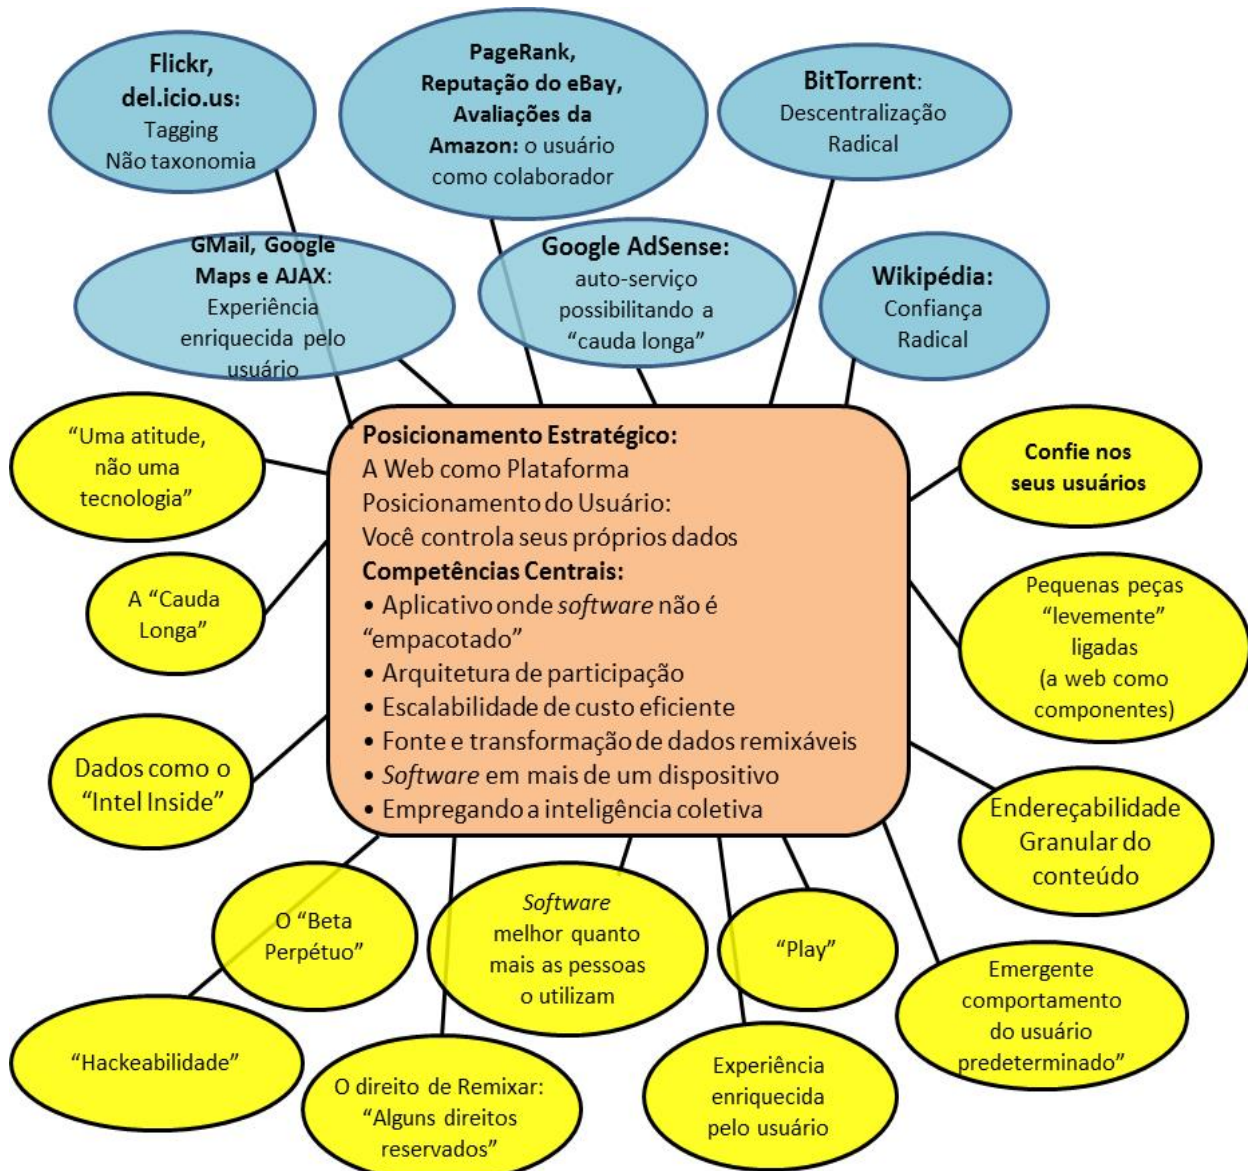 Flickr,
del.icio.us:
Tagging
Não taxonomia
PageRank,
Reputação do eBay,
Avaliações da
Amazon: o usuário
como colaborador
BitTorrent:
Descentralização
Radical
GMail, Google
Maps e AJAX:
Experiência
enriquecida pelo
usuário
Google AdSense:
auto-serviço
possibilitando a
“cauda longa”
Wikipédia:
Confiança
Radical
“Uma atitude,
não uma
tecnologia”
A “Cauda
Longa”
Dados como o
“Intel Inside”
Posicionamento Estratégico:
A Web como Plataforma
Posicionamento do Usuário:
Você controla seus próprios dados
Competências Centrais:
• Aplicativo onde software não é
“empacotado”
• Arquitetura de participação
• Escalabilidade de custo eficiente
• Fonte e transformação de dados remixáveis
• Software em mais de um dispositivo
• Empregando a inteligência coletiva
Confie nos
seus usuários
Pequenas peças
“levemente”
ligadas
(a web como
componentes)
Endereçabilidade
Granular do
conteúdo
O “Beta
Perpétuo”
Software
melhor quanto
mais as pessoas
o utilizam
“Play”
Emergente
comportamento
do usuário
predeterminado”
“Hackeabilidade”
O direito de Remixar:
“Alguns direitos
reservados”
Experiência
enriquecida
pelo usuário